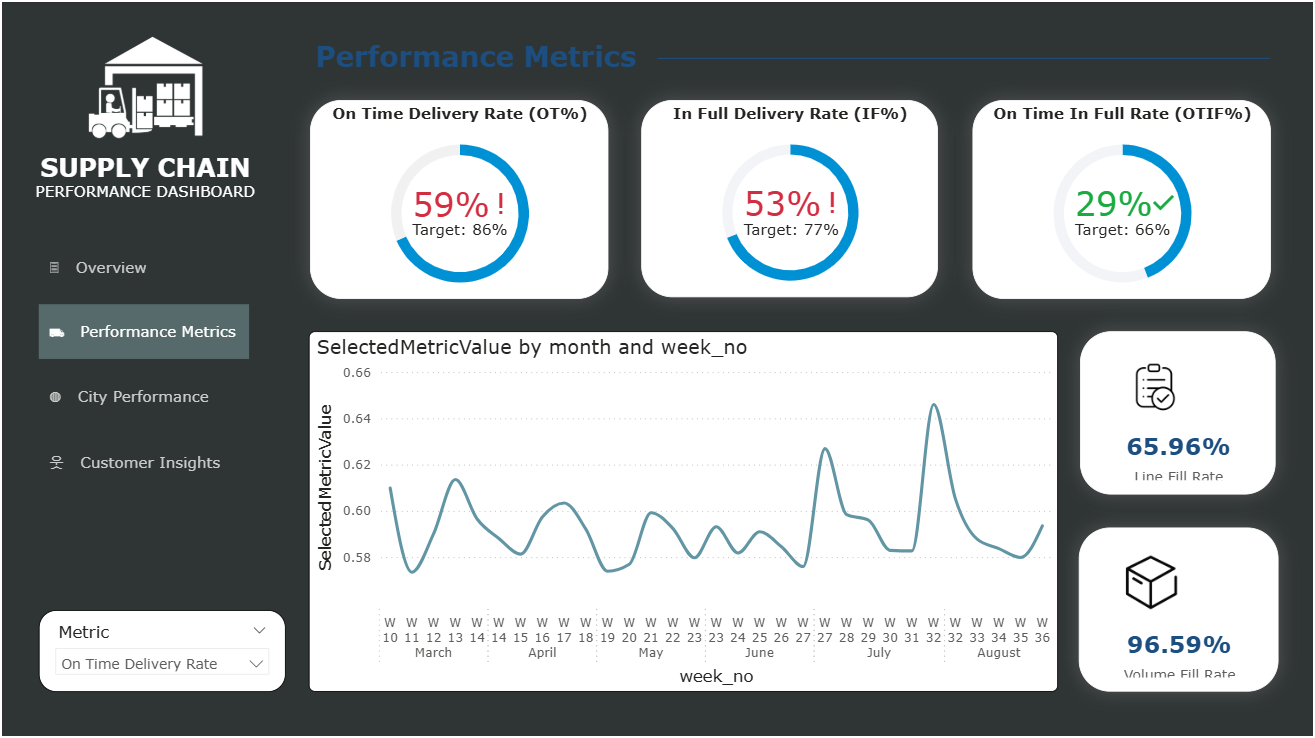 SUPPLY CHAIN
PERFORMANCE DASHBOARD
Overview
Performance Metrics
City Performance
Customer Insights
Metric
On Time Delivery Rate
Performance Metrics
On Time Delivery Rate (OT%)
59% !
Target: 86%
In Full Delivery Rate (IF%)
53% !
Target: 77%
On Time In Full Rate (OTIF%)
29%
Target: 66%
SelectedMetricValue by month and week_no
SelectedMetricValue
0.66
0.64
0.62
0.60
0.58
W W W W W W W W W W W W W W W W W W W W W W W W W W W W W W W
10 11 12 13 14 14 15 16 17 18 19 20 21 22 23 23 24 25 26 27 27 28 29 30 31 32 32 33 34 35 36
March April May June July August
week_no
65.96%
Line Fill Rate
96.59%
Volume Fill Rate